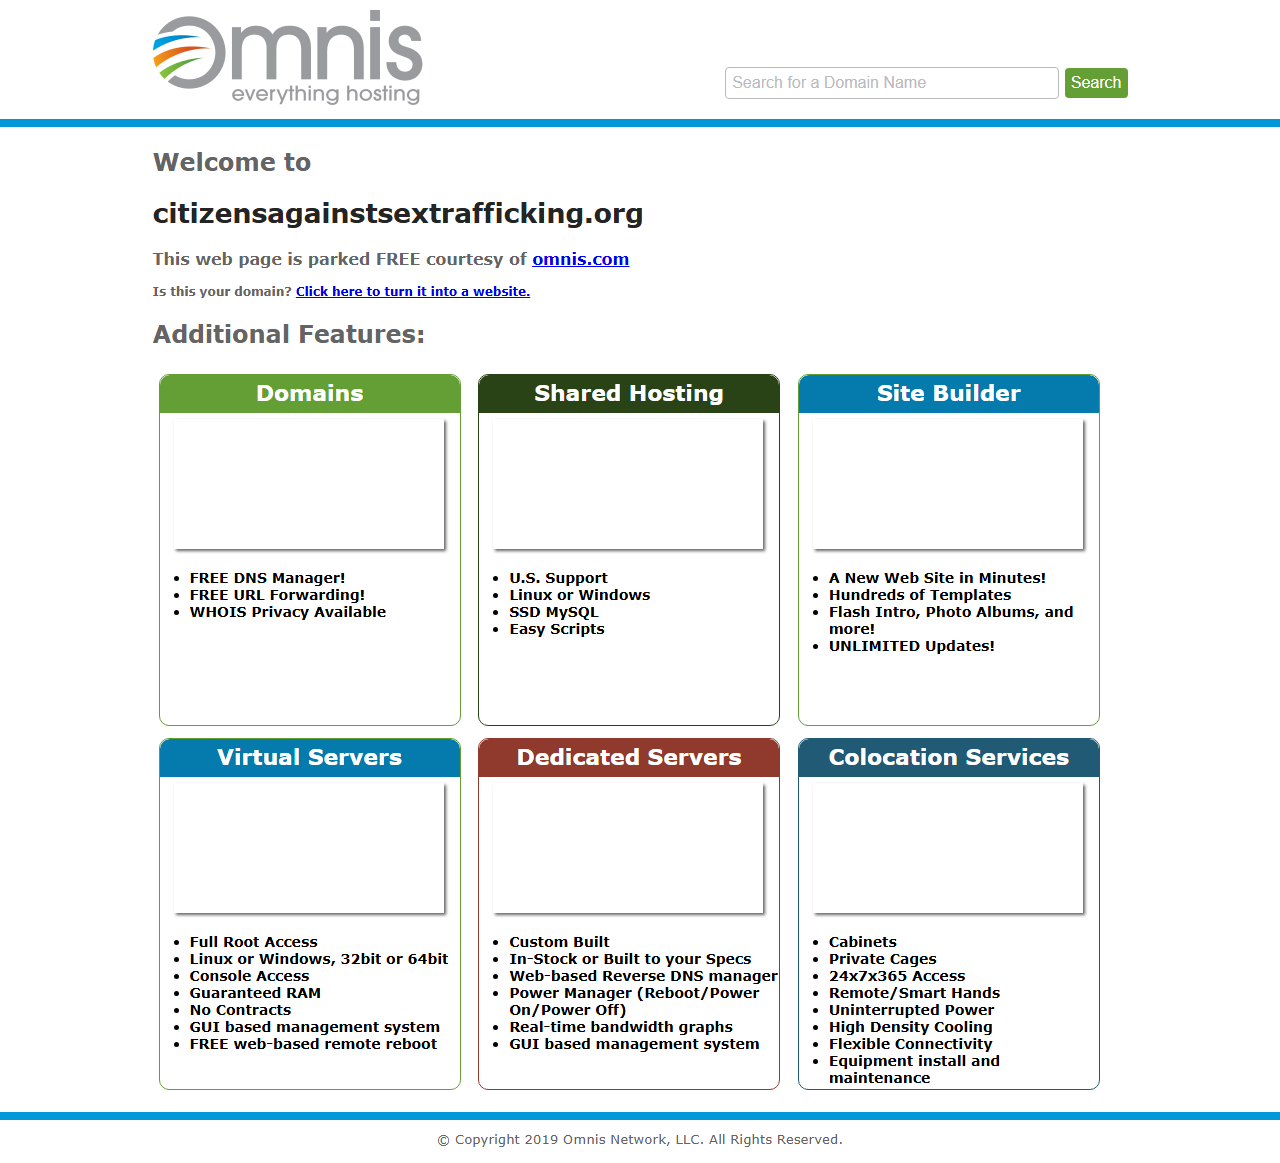 Omnis
everything hosting
Search for a Domain Name
Search
Welcome to
citizensagainstsextrafficking.org
This web page is parked FREE courtesy of omnis.com
Is this your domain? Click here to turn it into a website.
Additional Features:
Domains
FREE DNS Manager!
FREE URL Forwarding!
WHOIS Privacy Available
Shared Hosting
U.S. Support
Linux or Windows
SSD MySQL
Easy Scripts
Site Builder
A New Web Site in Minutes!
Hundreds of Templates
Flash Intro, Photo Albums, and
more!
UNLIMITED Updates!
Virtual Servers
Full Root Access
Linux or Windows, 32bit or 64bit
Console Access
Guaranteed RAM
No Contracts
GUI based management system
FREE web-based remote reboot
Dedicated Servers
Custom Built
In-Stock or Built to your Specs
Web-based Reverse DNS manager
Power Manager (Reboot/Power
On/Power Off)
Real-time bandwidth graphs
GUI based management system
Colocation Services
Cabinets
Private Cages
24x7x365 Access
Remote/Smart Hands
Uninterrupted Power
High Density Cooling
Flexible Connectivity
Equipment install and
maintenance
© Copyright 2019 Omnis Network, LLC. All Rights Reserved.